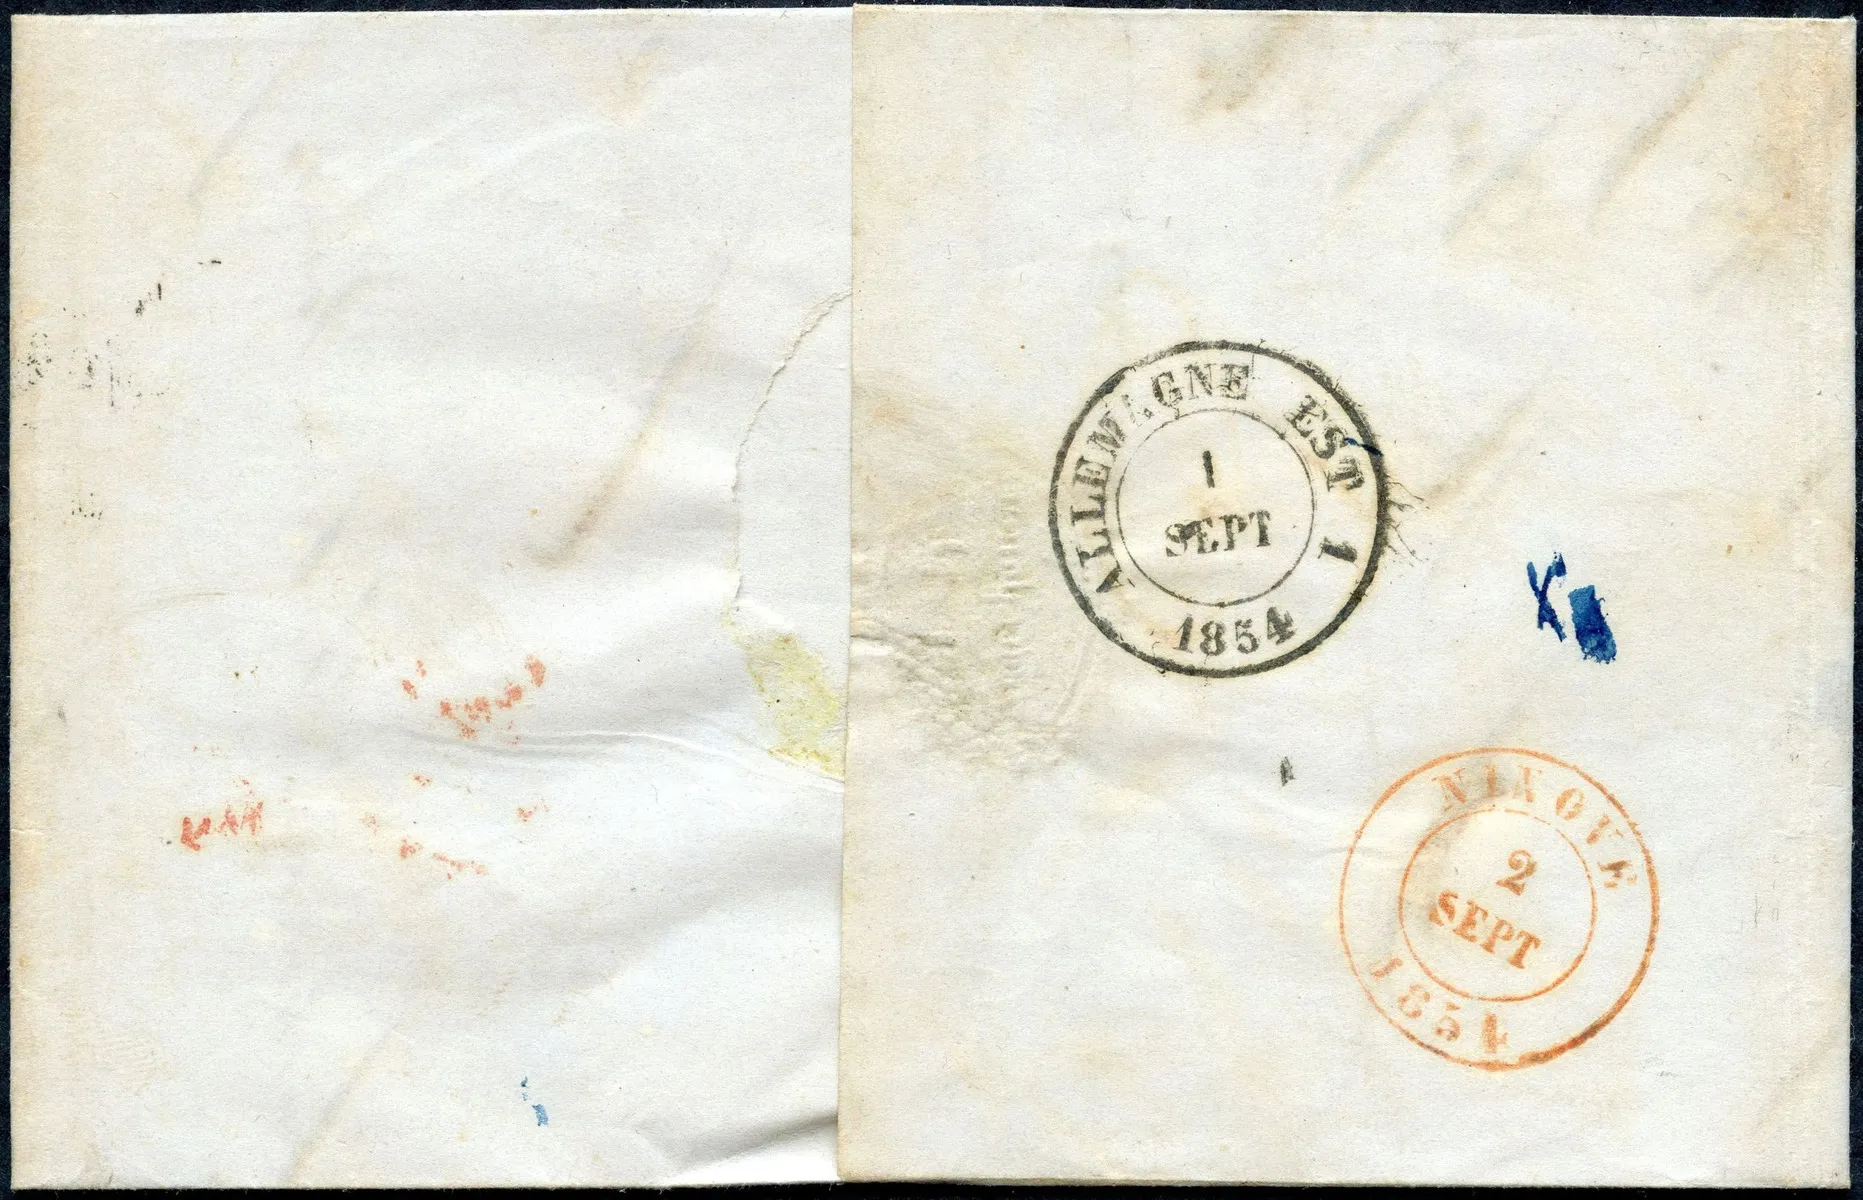 ALLEMAGNE EST 1
1
SEPT
1854
NINOVE
2
SEPT
1854